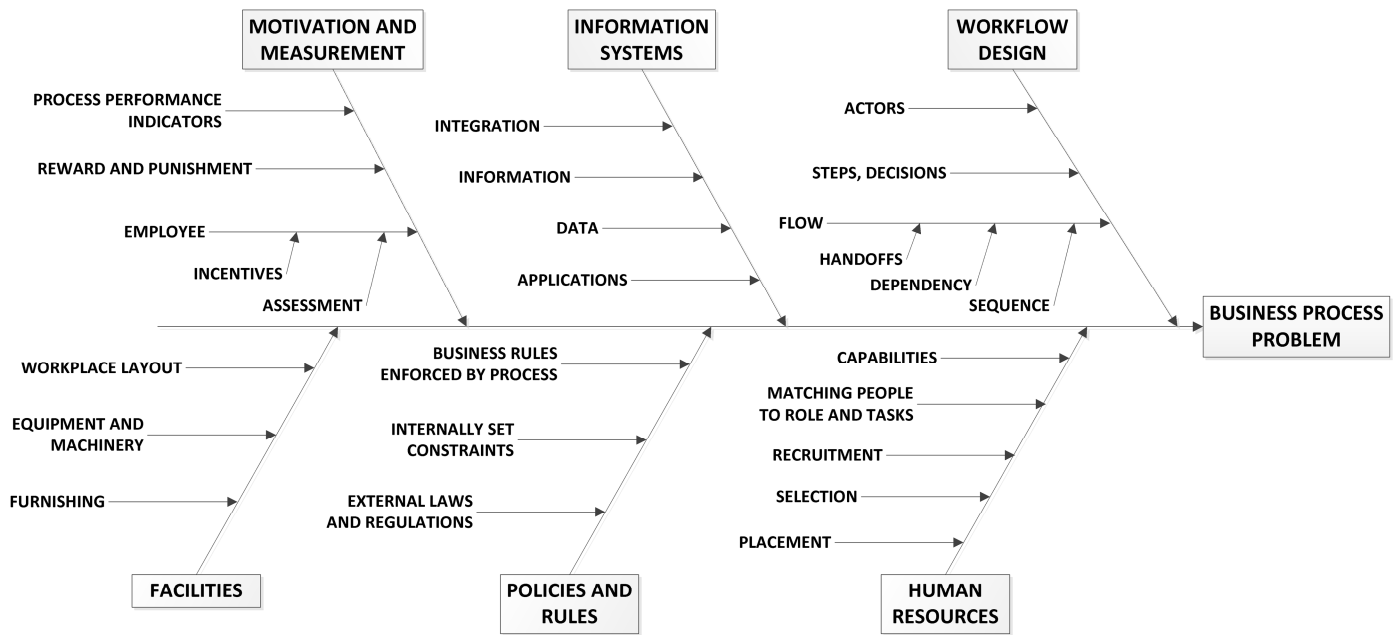 MOTIVATION AND
MEASUREMENT
PROCESS PERFORMANCE
INDICATORS
REWARD AND PUNISHMENT
EMPLOYEE
INCENTIVES
ASSESSMENT
INFORMATION
SYSTEMS
INTEGRATION
INFORMATION
DATA
APPLICATIONS
WORKFLOW
DESIGN
ACTORS
STEPS, DECISIONS
FLOW
HANDOFFS
DEPENDENCY
SEQUENCE
BUSINESS PROCESS
PROBLEM
WORKPLACE LAYOUT
EQUIPMENT AND
MACHINERY
FURNISHING
FACILITIES
BUSINESS RULES
ENFORCED BY PROCESS
INTERNALLY SET
CONSTRAINTS
EXTERNAL LAWS
AND REGULATIONS
POLICIES AND
RULES
CAPABILITIES
MATCHING PEOPLE
TO ROLE AND TASKS
RECRUITMENT
SELECTION
PLACEMENT
HUMAN
RESOURCES